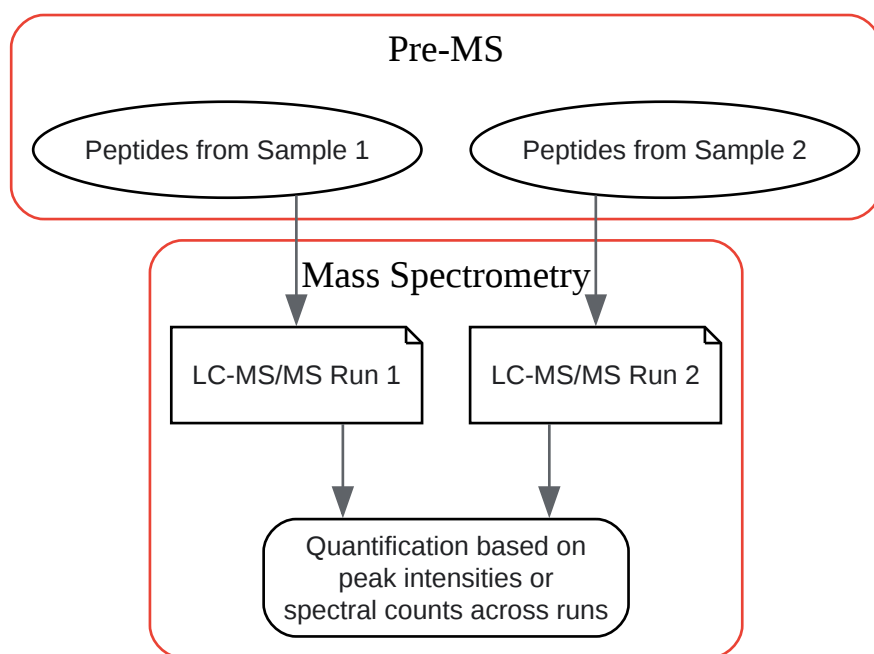 Pre-MS
Peptides from Sample 1
Peptides from Sample 2
Mass Spectrometry
LC-MS/MS Run 1
LC-MS/MS Run 2
Quantification based on
peak intensities or
spectral counts across runs